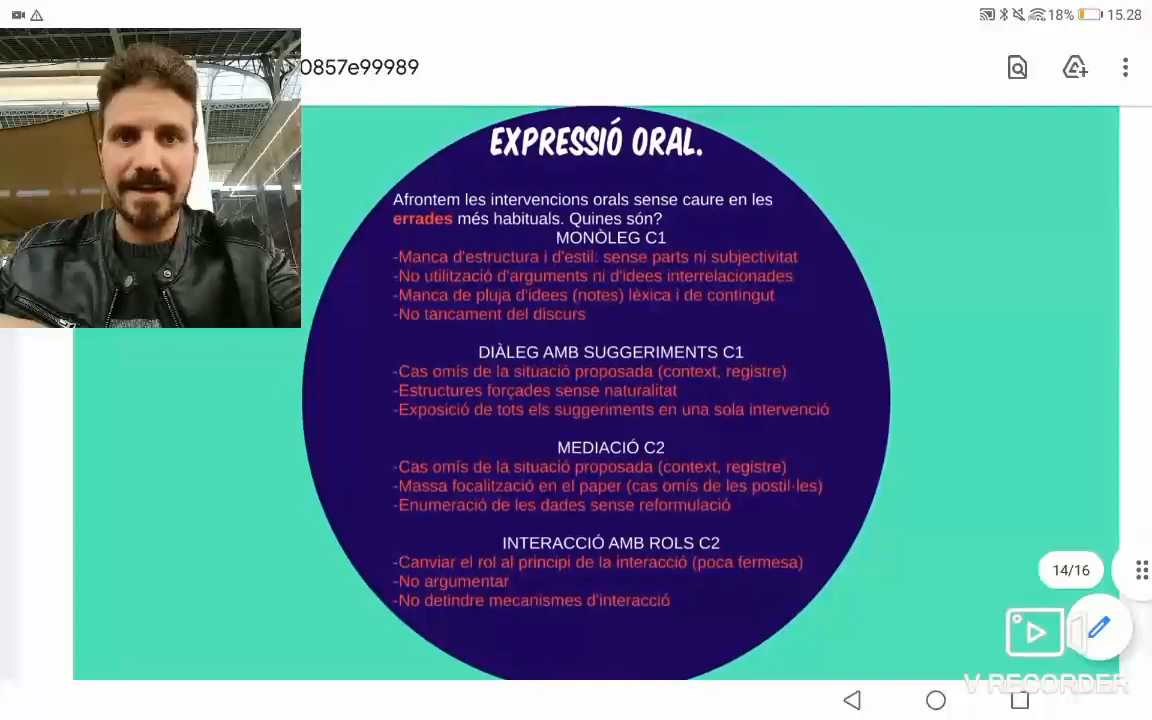 18% 15.28
0857e99989
EXPRESSIÓ ORAL.
Afrontem les intervencions orals sense caure en les
errades més habituals. Quines són?
MONÒLEG C1
-Manca d'estructura i d'estil: sense parts ni subjectivitat
-No utilització d'arguments ni d'idees interrelacionades
-Manca de pluja d'idees (notes) lèxica i de contingut
-No tancament del discurs
DIÀLEG AMB SUGGERIMENTS C1
-Cas omís de la situació proposada (context, registre)
-Estructures forçades sense naturalitat
-Exposició de tots els suggeriments en una sola intervenció
MEDIACIÓ C2
-Cas omís de la situació proposada (context, registre)
-Massa focalització en el paper (cas omís de les postil·les)
-Enumeració de les dades sense reformulació
INTERACCIÓ AMB ROLS C2
-Canviar el rol al principi de la interacció (poca fermesa)
-No argumentar
-No detindre mecanismes d'interacció
14/16
V RECORDER